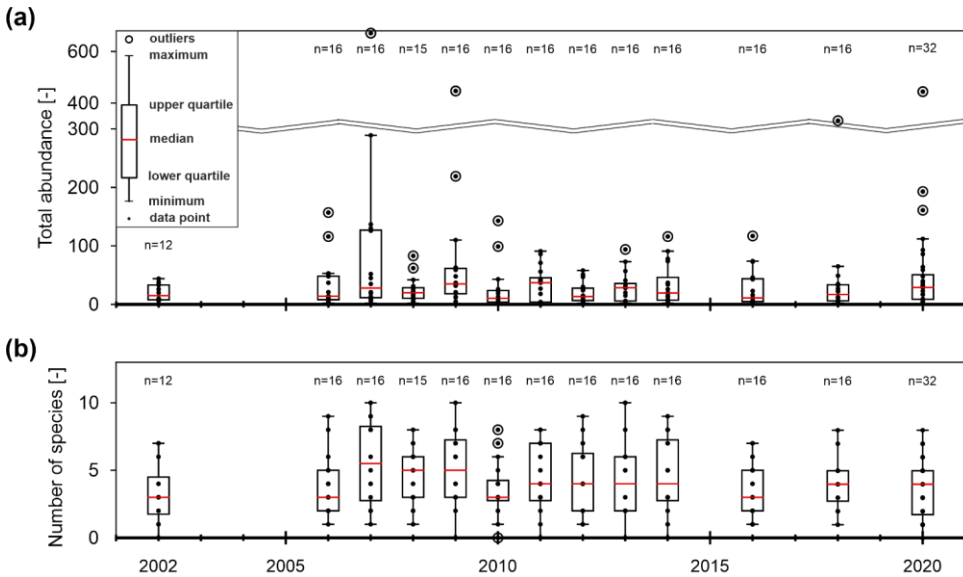 (a)
Total abundance [-]
600
400
300
200
100
0
outliers
maximum
upper quartile
median
lower quartile
minimum
data point
n=12
n=16 n=16 n=15 n=16 n=16 n=16 n=16 n=16 n=16 n=16 n=16 n=32
(b)
Number of species [-]
10
5
0
n=12 n=16 n=16 n=15 n=16 n=16 n=16 n=16 n=16 n=16 n=16 n=16 n=32
2002 2005 2010 2015 2020